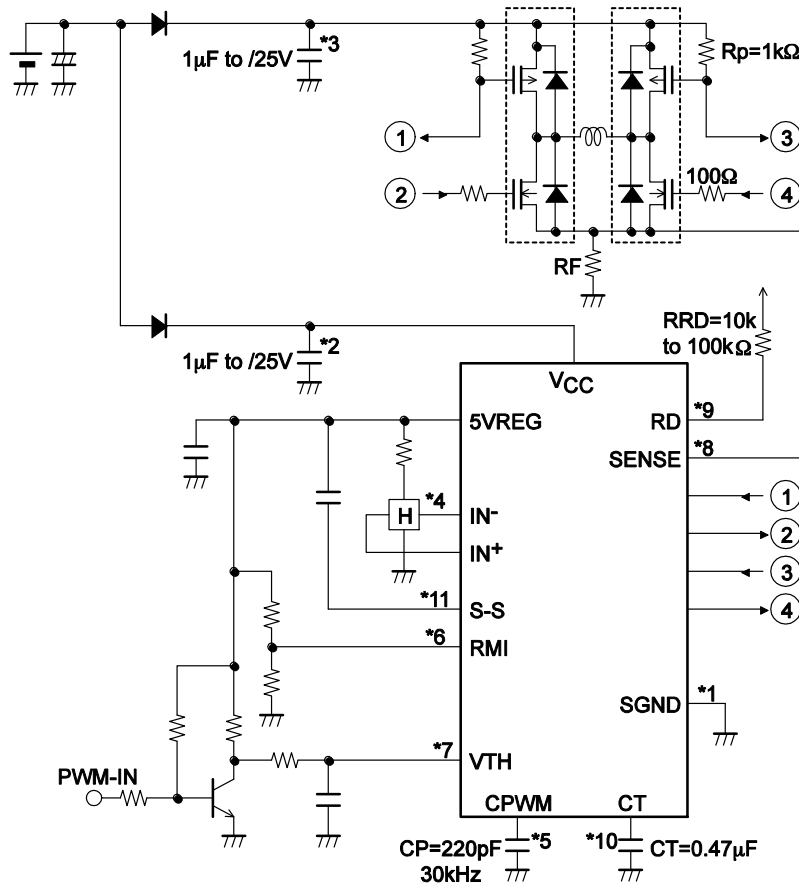 *3
1μF to /25V
Rp=1kΩ
1
3
2
100Ω
4
RF
RRD=10k
to 100kΩ
*2
1μF to /25V
VCC
5VREG
RD
*9
SENSE
*8
H
*4
IN-
IN+
1
2
3
4
*11
S-S
*6
RMI
SGND
*1
*7
VTH
PWM-IN
CPWM
CT
CP=220pF
*5
30kHz
*10
CT=0.47μF